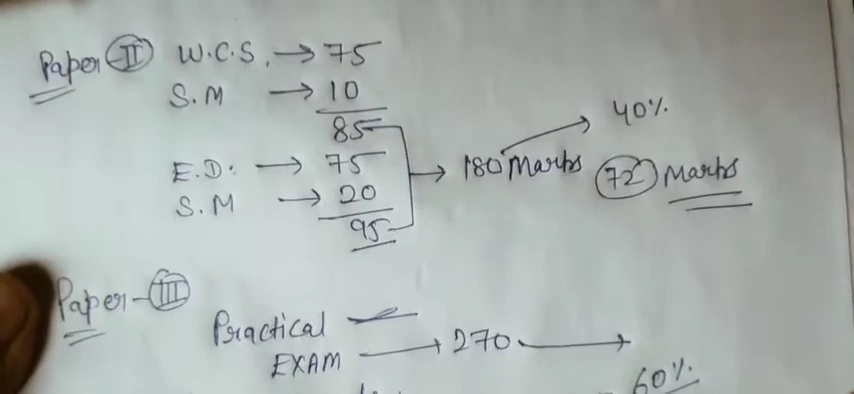 Paper-II W.C.S. → 75
S.M → 10
85
E.D. → 75
S.M → 20
95
→ 180 Marks → 40%
72 Marks
Paper-III
Practical
EXAM → 270 →
60%